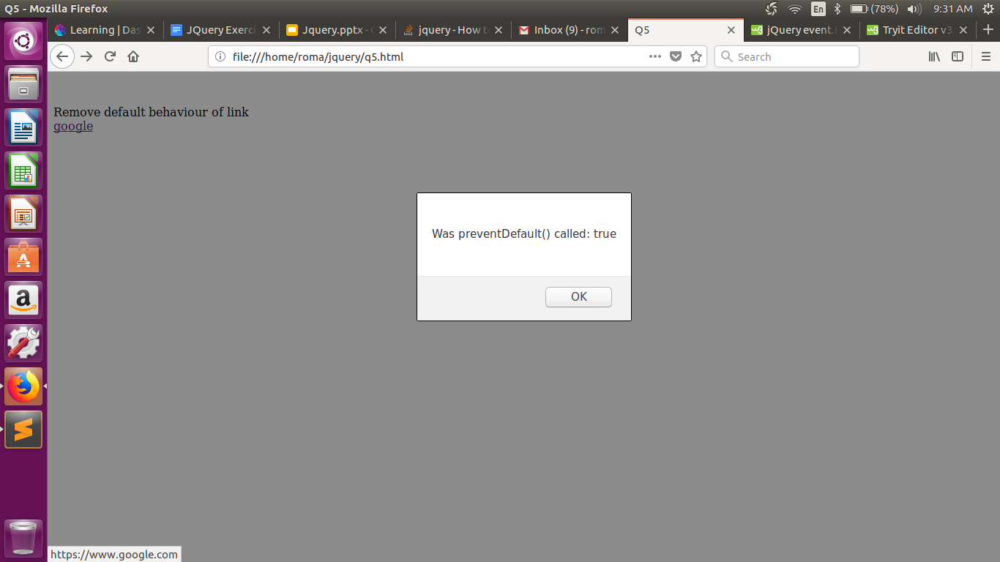 Q5 - Mozilla Firefox
En
(78%)
9:31 AM
Learning | Das
JQuery Exerci
Jquery.pptx - G
jquery - How to
Inbox (9) - rom
Q5
jQuery event.i
Tryit Editor v3.
file:///home/roma/jquery/q5.html
Search
Remove default behaviour of link
google
Was preventDefault() called: true
OK
https://www.google.com